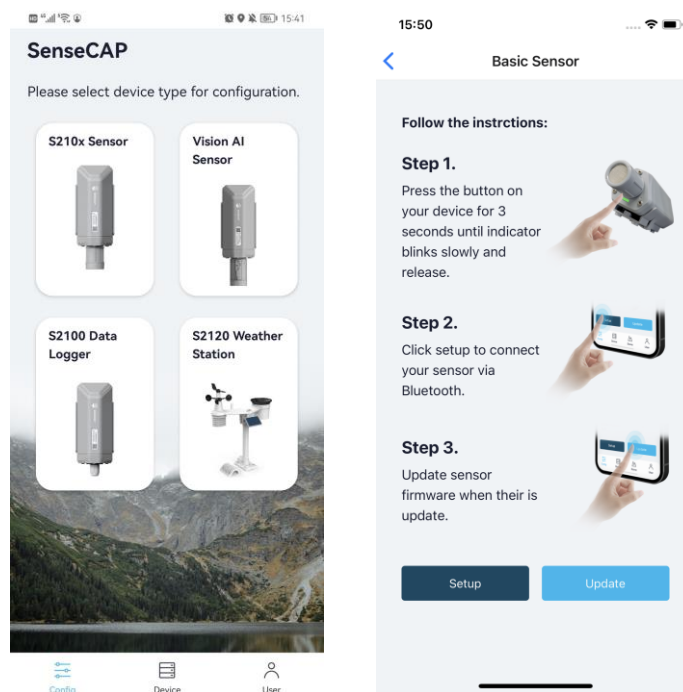 15:41
SenseCAP
Please select device type for configuration.
S210x Sensor
Vision AI
Sensor
S2100 Data
Logger
S2120 Weather
Station
Config
Device
User
15:50
Basic Sensor
Follow the instrctions:
Step 1.
Press the button on
your device for 3
seconds until indicator
blinks slowly and
release.
Step 2.
Click setup to connect
your sensor via
Bluetooth.
Step 3.
Update sensor
firmware when their is
update.
Setup
Update